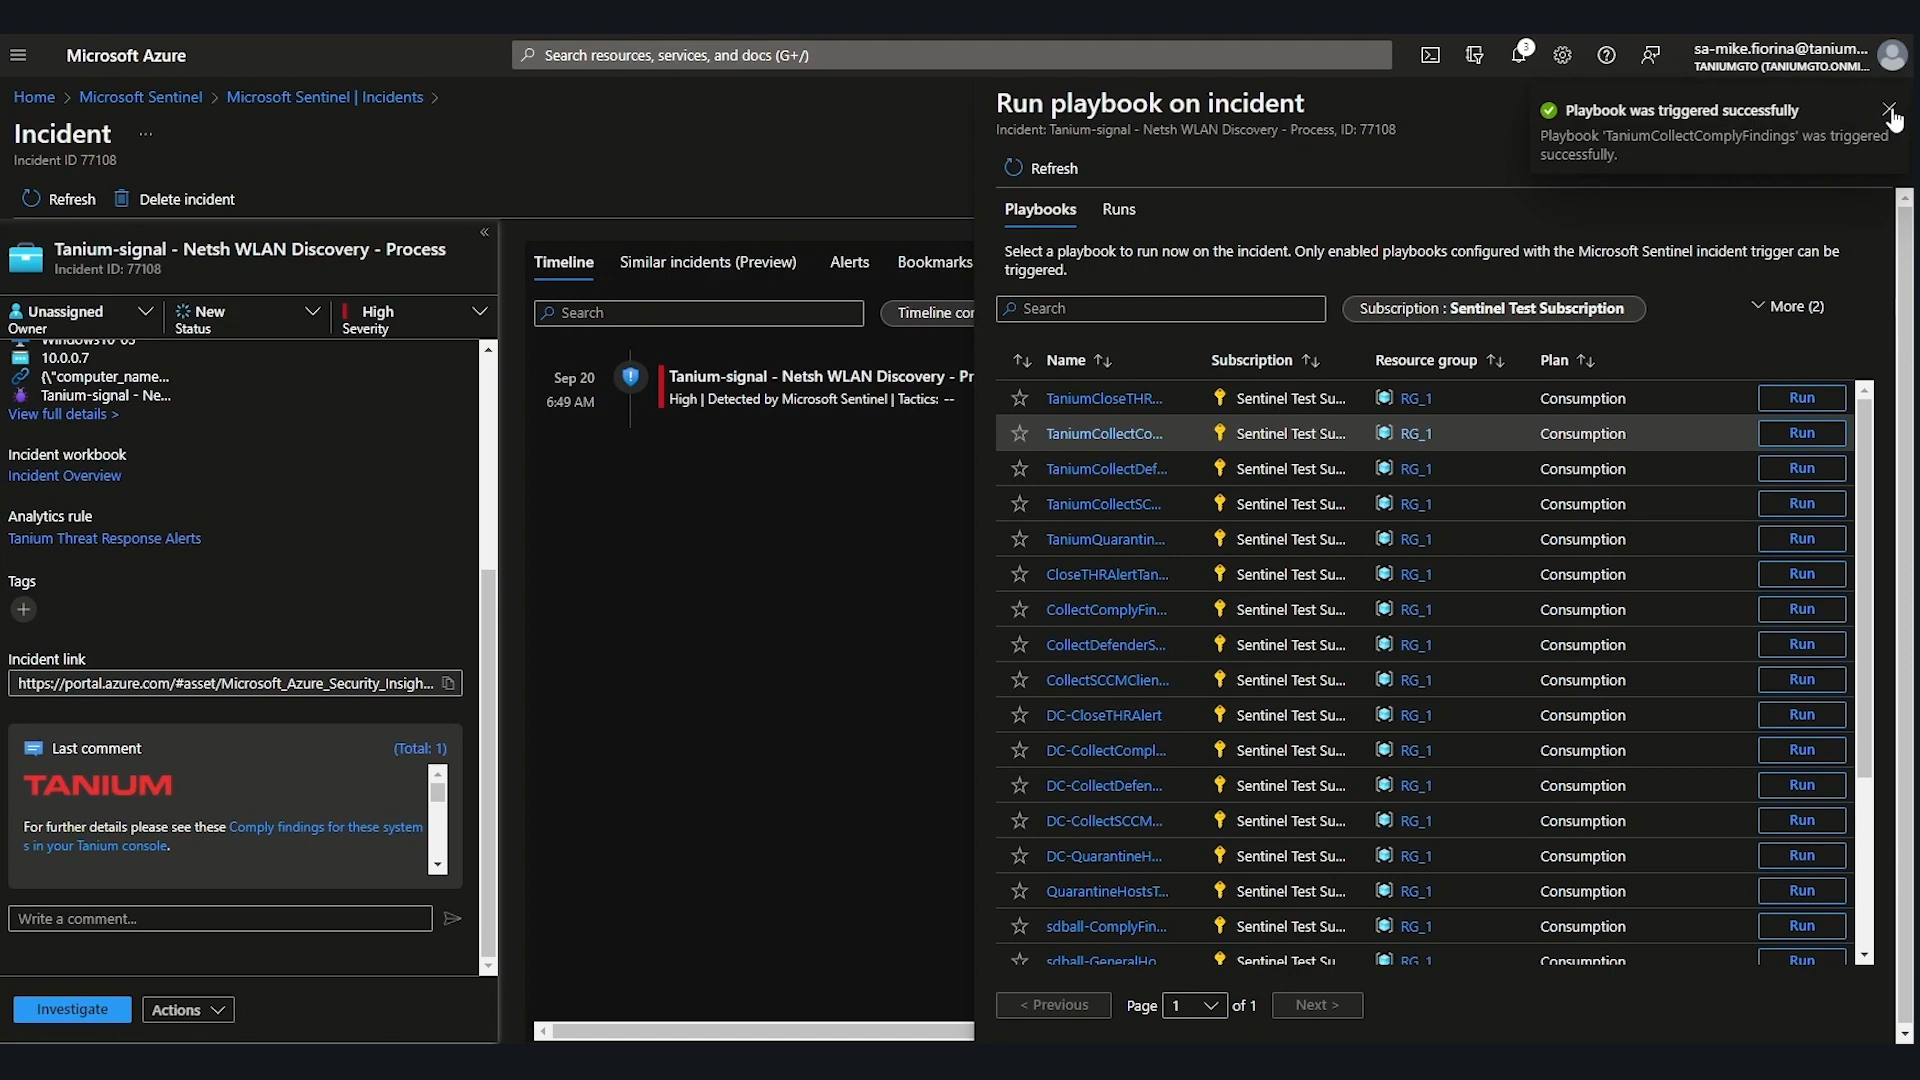 Microsoft Azure
Search resources, services, and docs (G+/)
3
sa-mike.fiorina@tanium...
TANIUMGTO (TANIUMGTO.ONMI...
Home > Microsoft Sentinel > Microsoft Sentinel | Incidents >
Incident ...
Incident ID 77108
Refresh Delete incident
«
Tanium-signal - Netsh WLAN Discovery - Process
Incident ID: 77108
Unassigned
Owner
New
Status
High
Severity
10.0.0.7
{\"computer_name...
Tanium-signal - Ne...
View full details >
Incident workbook
Incident Overview
Analytics rule
Tanium Threat Response Alerts
Tags
+
Incident link
https://portal.azure.com/#asset/Microsoft_Azure_Security_Insigh...
Last comment (Total: 1)
TANIUM
For further details please see these Comply findings for these system
s in your Tanium console.
Write a comment...
Investigate Actions
Timeline Similar incidents (Preview) Alerts Bookmarks
Search Timeline con
Sep 20
6:49 AM
Tanium-signal - Netsh WLAN Discovery - Pr
High | Detected by Microsoft Sentinel | Tactics: --
Run playbook on incident
Incident: Tanium-signal - Netsh WLAN Discovery - Process, ID: 77108
Playbook was triggered successfully
Playbook 'TaniumCollectComplyFindings' was triggered
successfully.
Refresh
Playbooks Runs
Select a playbook to run now on the incident. Only enabled playbooks configured with the Microsoft Sentinel incident trigger can be
triggered.
Search Subscription : Sentinel Test Subscription More (2)
Name Subscription Resource group Plan
TaniumCloseTHR... Sentinel Test Su... RG_1 Consumption Run
TaniumCollectCo... Sentinel Test Su... RG_1 Consumption Run
TaniumCollectDef... Sentinel Test Su... RG_1 Consumption Run
TaniumCollectSC... Sentinel Test Su... RG_1 Consumption Run
TaniumQuarantin... Sentinel Test Su... RG_1 Consumption Run
CloseTHRAlertTan... Sentinel Test Su... RG_1 Consumption Run
CollectComplyFin... Sentinel Test Su... RG_1 Consumption Run
CollectDefenderS... Sentinel Test Su... RG_1 Consumption Run
CollectSCCMClien... Sentinel Test Su... RG_1 Consumption Run
DC-CloseTHRAlert Sentinel Test Su... RG_1 Consumption Run
DC-CollectCompl... Sentinel Test Su... RG_1 Consumption Run
DC-CollectDefen... Sentinel Test Su... RG_1 Consumption Run
DC-CollectSCCM... Sentinel Test Su... RG_1 Consumption Run
DC-QuarantineH... Sentinel Test Su... RG_1 Consumption Run
QuarantineHostsT... Sentinel Test Su... RG_1 Consumption Run
sdball-ComplyFin... Sentinel Test Su... RG_1 Consumption Run
sdball-GeneralHo Sentinel Test Su RG_1 Consumption Run
< Previous Page 1 of 1 Next >